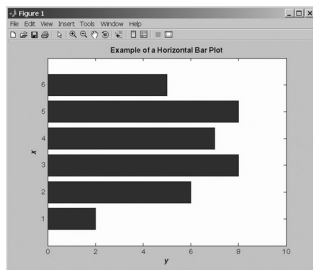 Figure 1
File Edit View Insert Tools Window Help
Example of a Horizontal Bar Plot
6
5
4
3
2
1
x
0 2 4 6 8 10
y